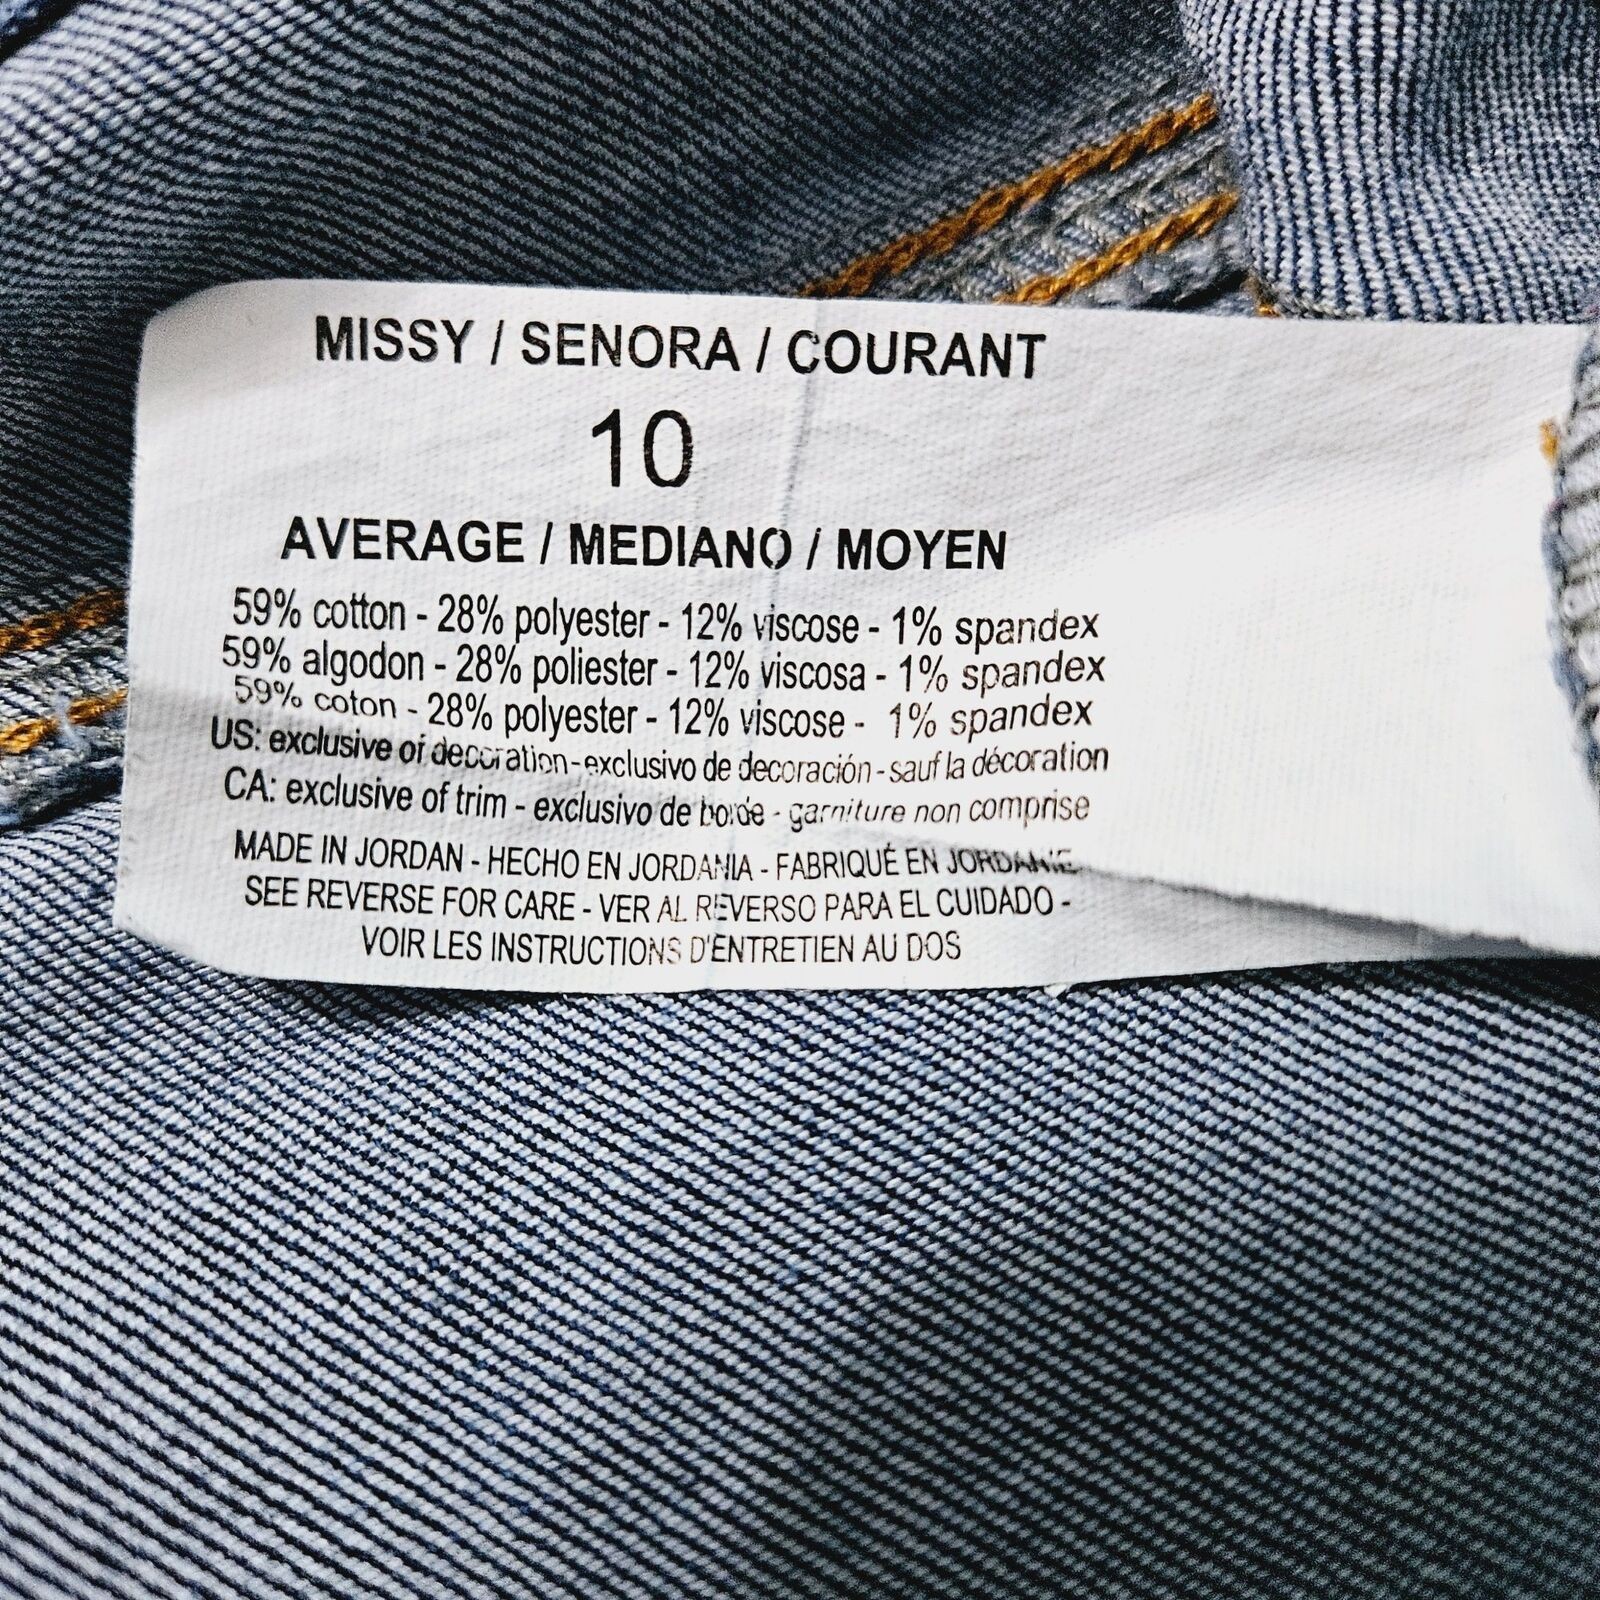 MISSY / SENORA / COURANT
10
AVERAGE / MEDIANO / MOYEN
59% cotton - 28% polyester - 12% viscose - 1% spandex
59% algodon - 28% poliester - 12% viscosa - 1% spandex
59% coton - 28% polyester - 12% viscose - 1% spandex
US: exclusive of decoration-exclusivo de decoración-sauf la décoration
CA: exclusive of trim - exclusivo de borde - garniture non comprise
MADE IN JORDAN - HECHO EN JORDANIA - FABRIQUÉ EN JORDANIE
SEE REVERSE FOR CARE - VER AL REVERSO PARA EL CUIDADO -
VOIR LES INSTRUCTIONS D'ENTRETIEN AU DOS